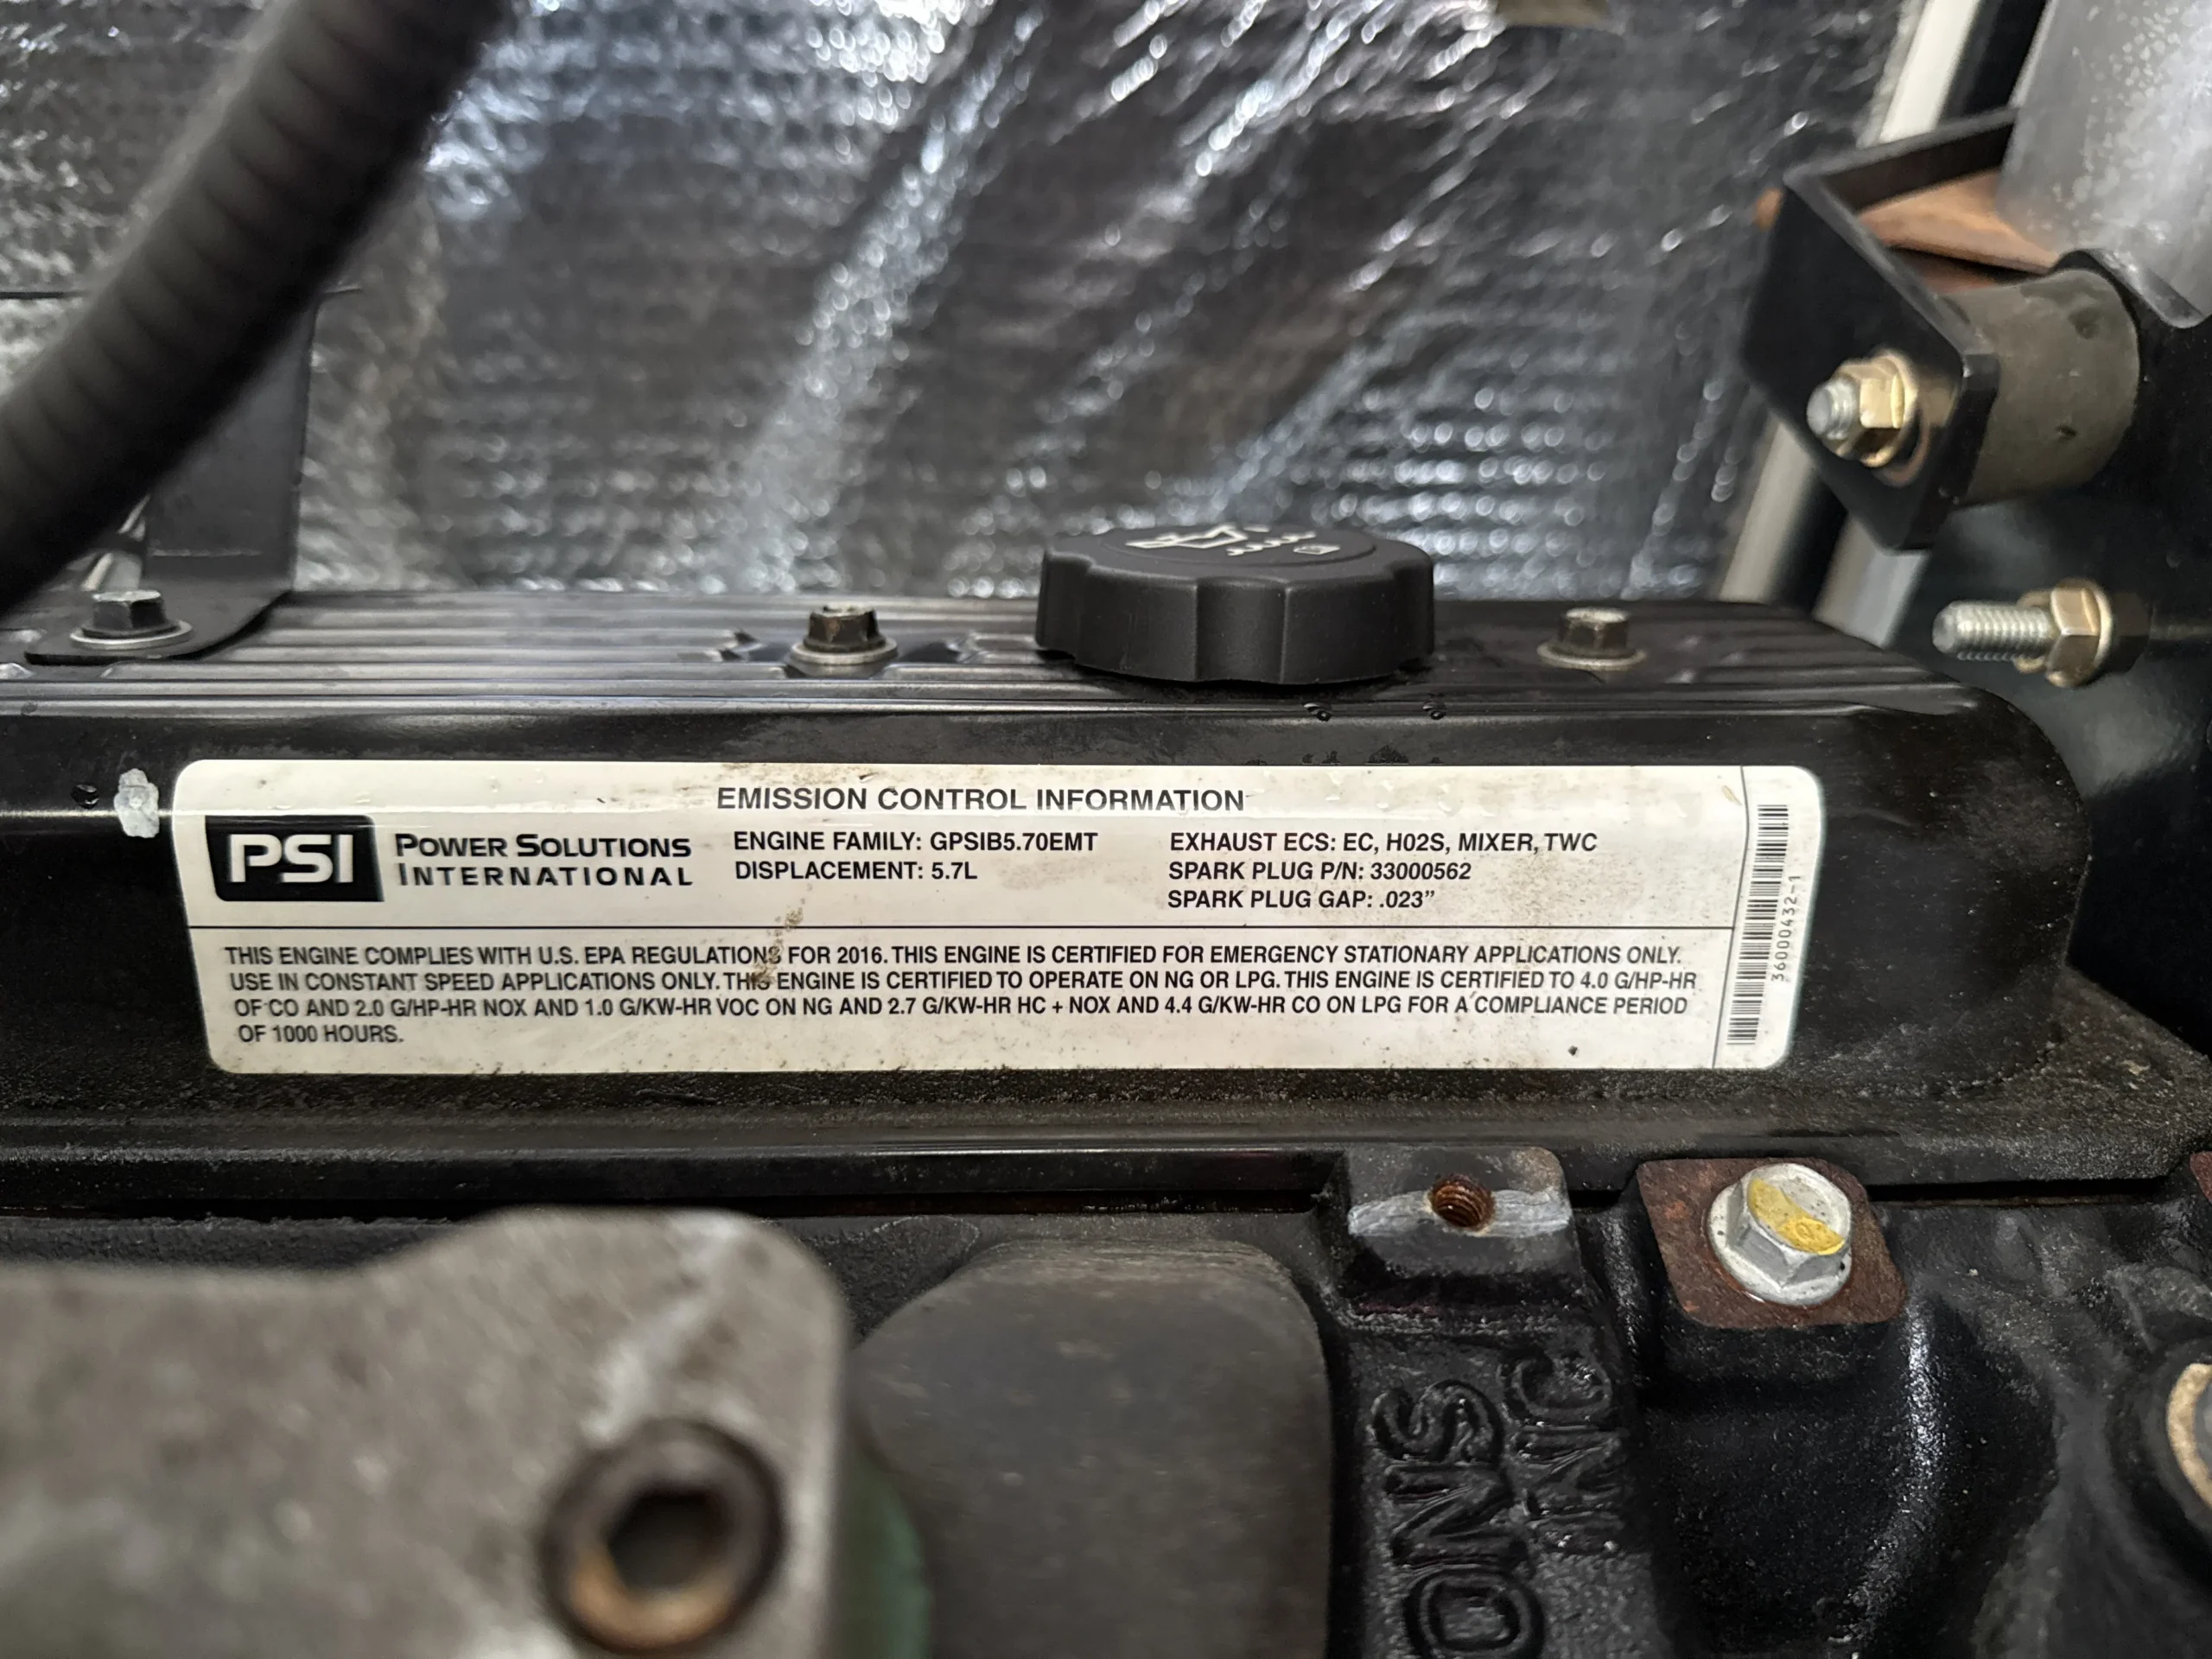 EMISSION CONTROL INFORMATION
PSI POWER SOLUTIONS
INTERNATIONAL
ENGINE FAMILY: GPSIB5.70EMT
DISPLACEMENT: 5.7L
EXHAUST ECS: EC, H02S, MIXER, TWC
SPARK PLUG P/N: 33000562
SPARK PLUG GAP: .023”
THIS ENGINE COMPLIES WITH U.S. EPA REGULATIONS FOR 2016. THIS ENGINE IS CERTIFIED FOR EMERGENCY STATIONARY APPLICATIONS ONLY.
USE IN CONSTANT SPEED APPLICATIONS ONLY. THIS ENGINE IS CERTIFIED TO OPERATE ON NG OR LPG. THIS ENGINE IS CERTIFIED TO 4.0 G/HP-HR
OF CO AND 2.0 G/HP-HR NOX AND 1.0 G/KW-HR VOC ON NG AND 2.7 G/KW-HR HC + NOX AND 4.4 G/KW-HR CO ON LPG FOR A COMPLIANCE PERIOD
OF 1000 HOURS.
36000432-1
ONS
INC